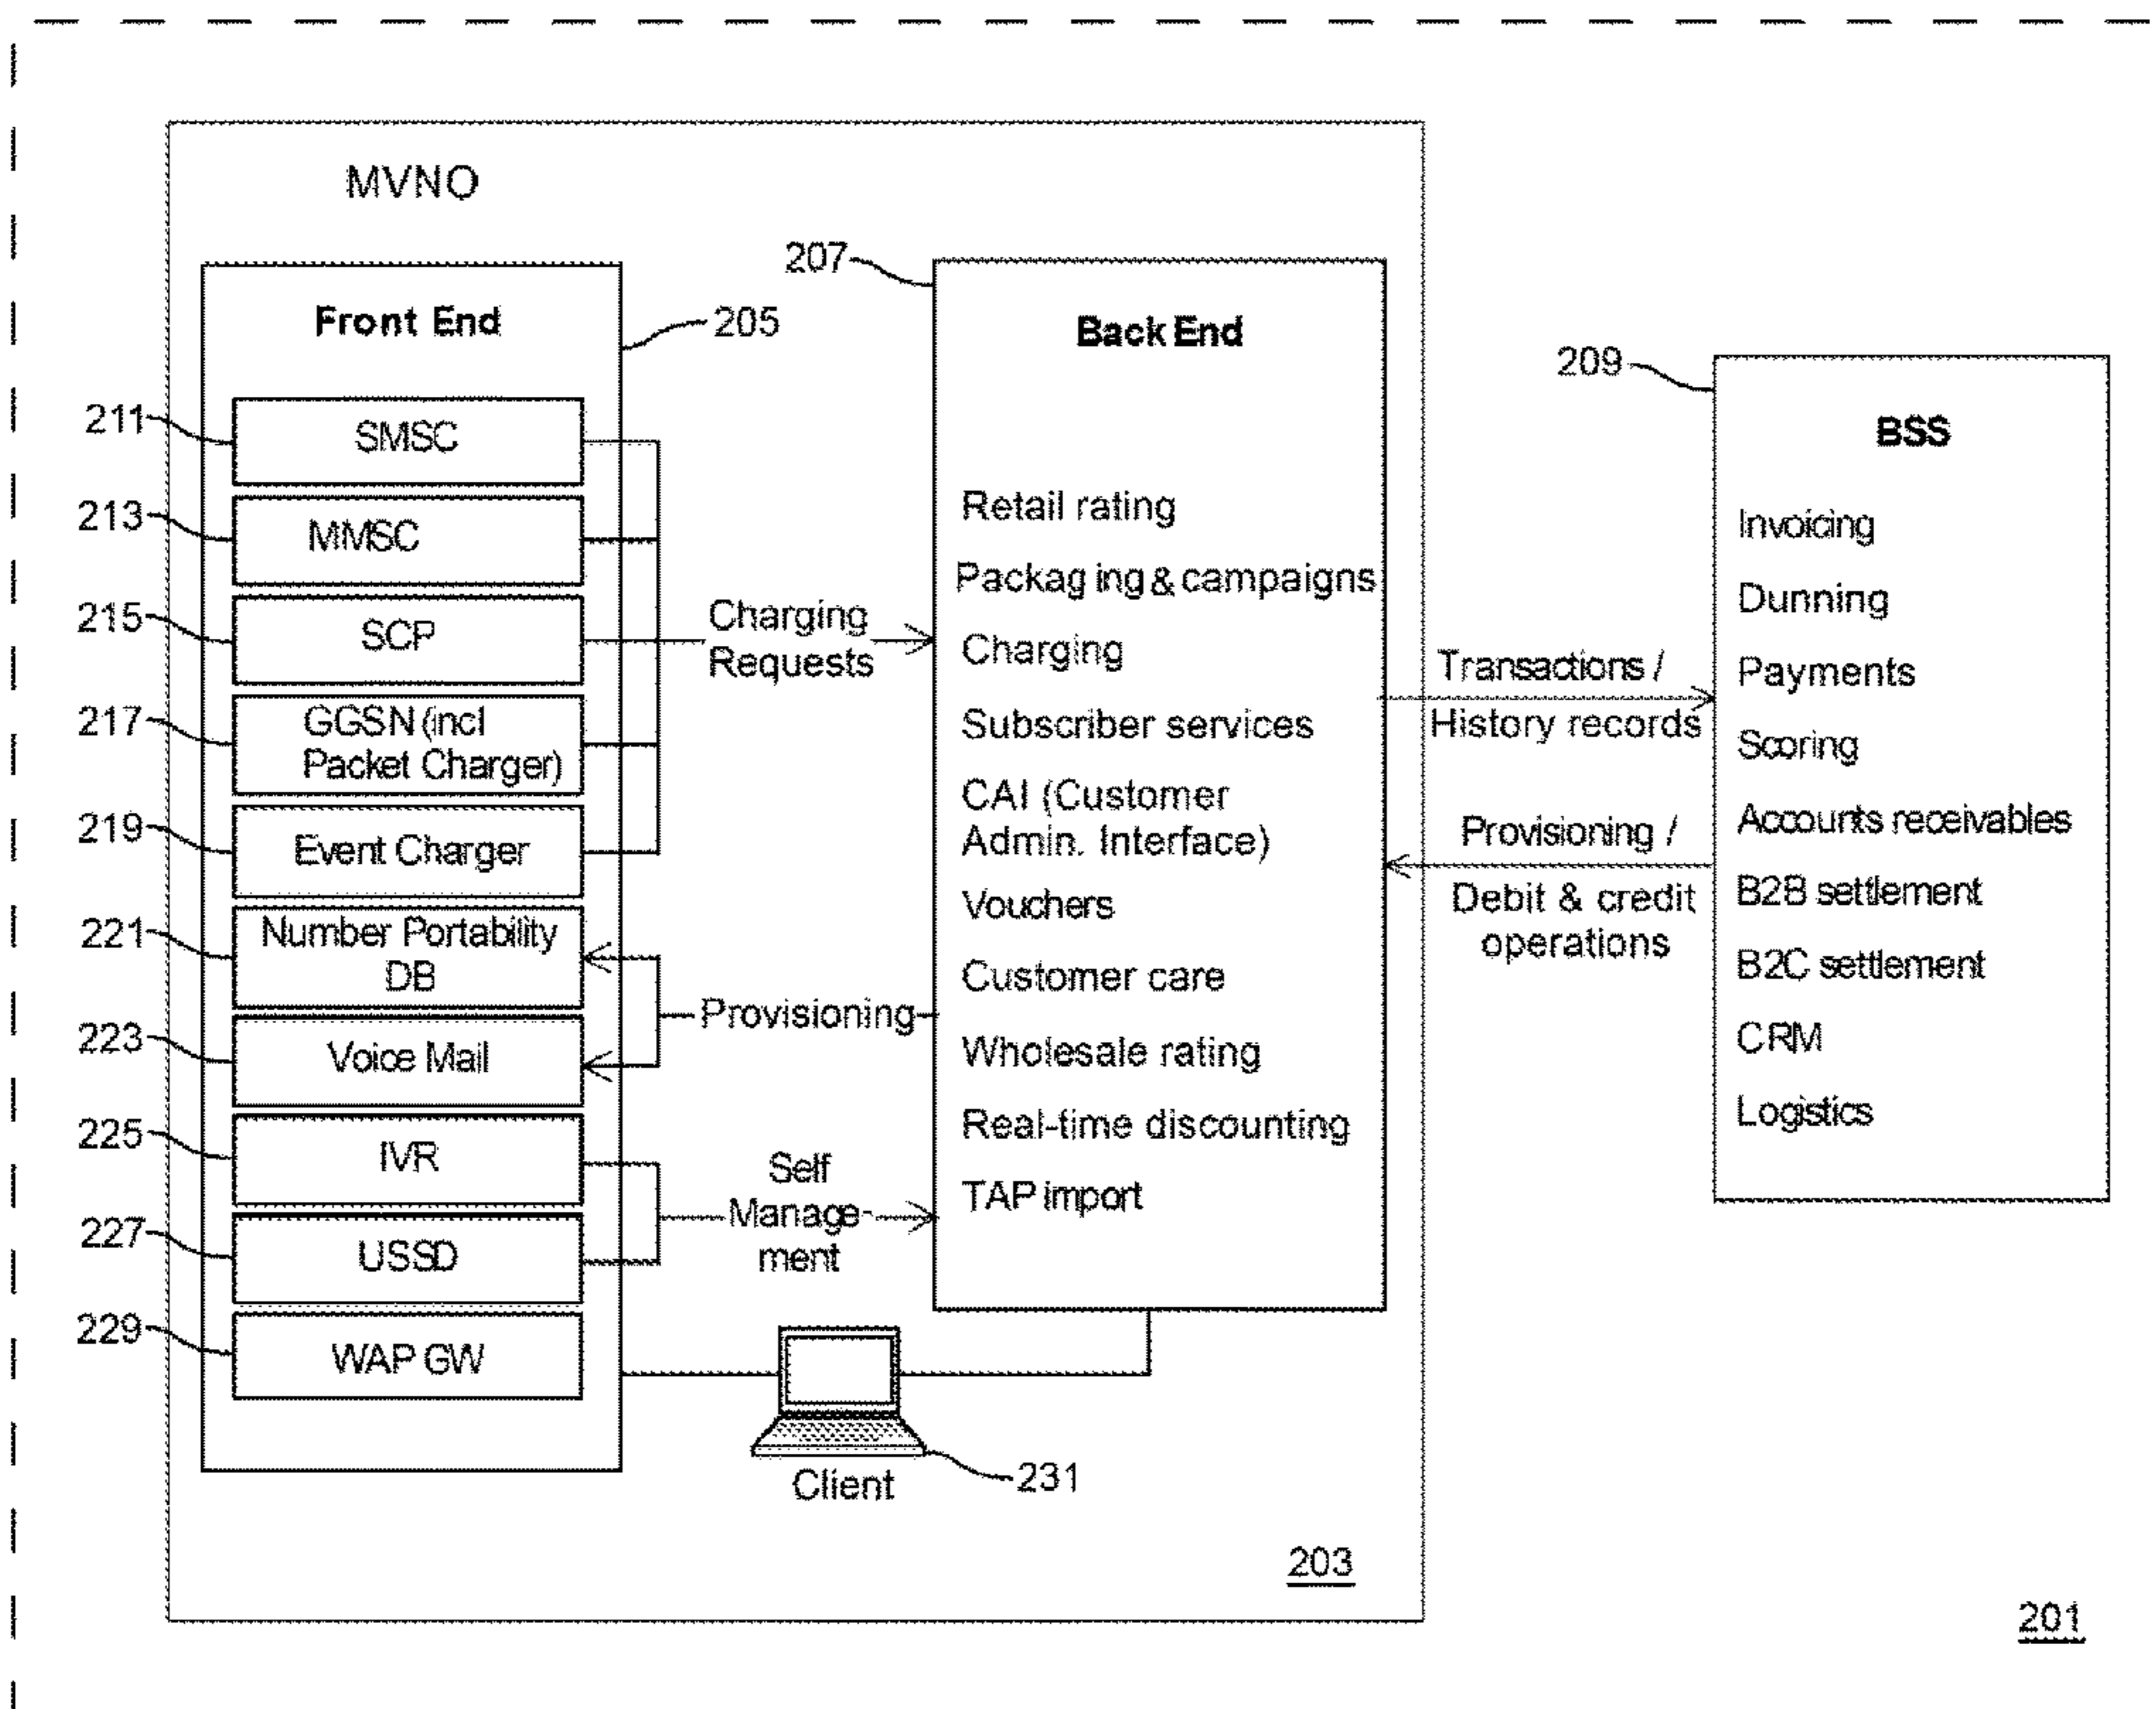 MVNO
Front End
205
211
SMSC
213
MMSC
215
SCP
217
GGSN (incl
Packet Charger)
219
Event Charger
221
Number Portability
DB
223
Voice Mail
225
IVR
227
USSD
229
WAP GW
Charging
Requests
Provisioning
Self
Manage-
ment
Client
231
207
Back End
Retail rating
Packaging & campaigns
Charging
Subscriber services
CAI (Customer
Admin. Interface)
Vouchers
Customer care
Wholesale rating
Real-time discounting
TAP import
203
Transactions /
History records
Provisioning /
Debit & credit
operations
209
BSS
Invoicing
Dunning
Payments
Scoring
Accounts receivables
B2B settlement
B2C settlement
CRM
Logistics
201